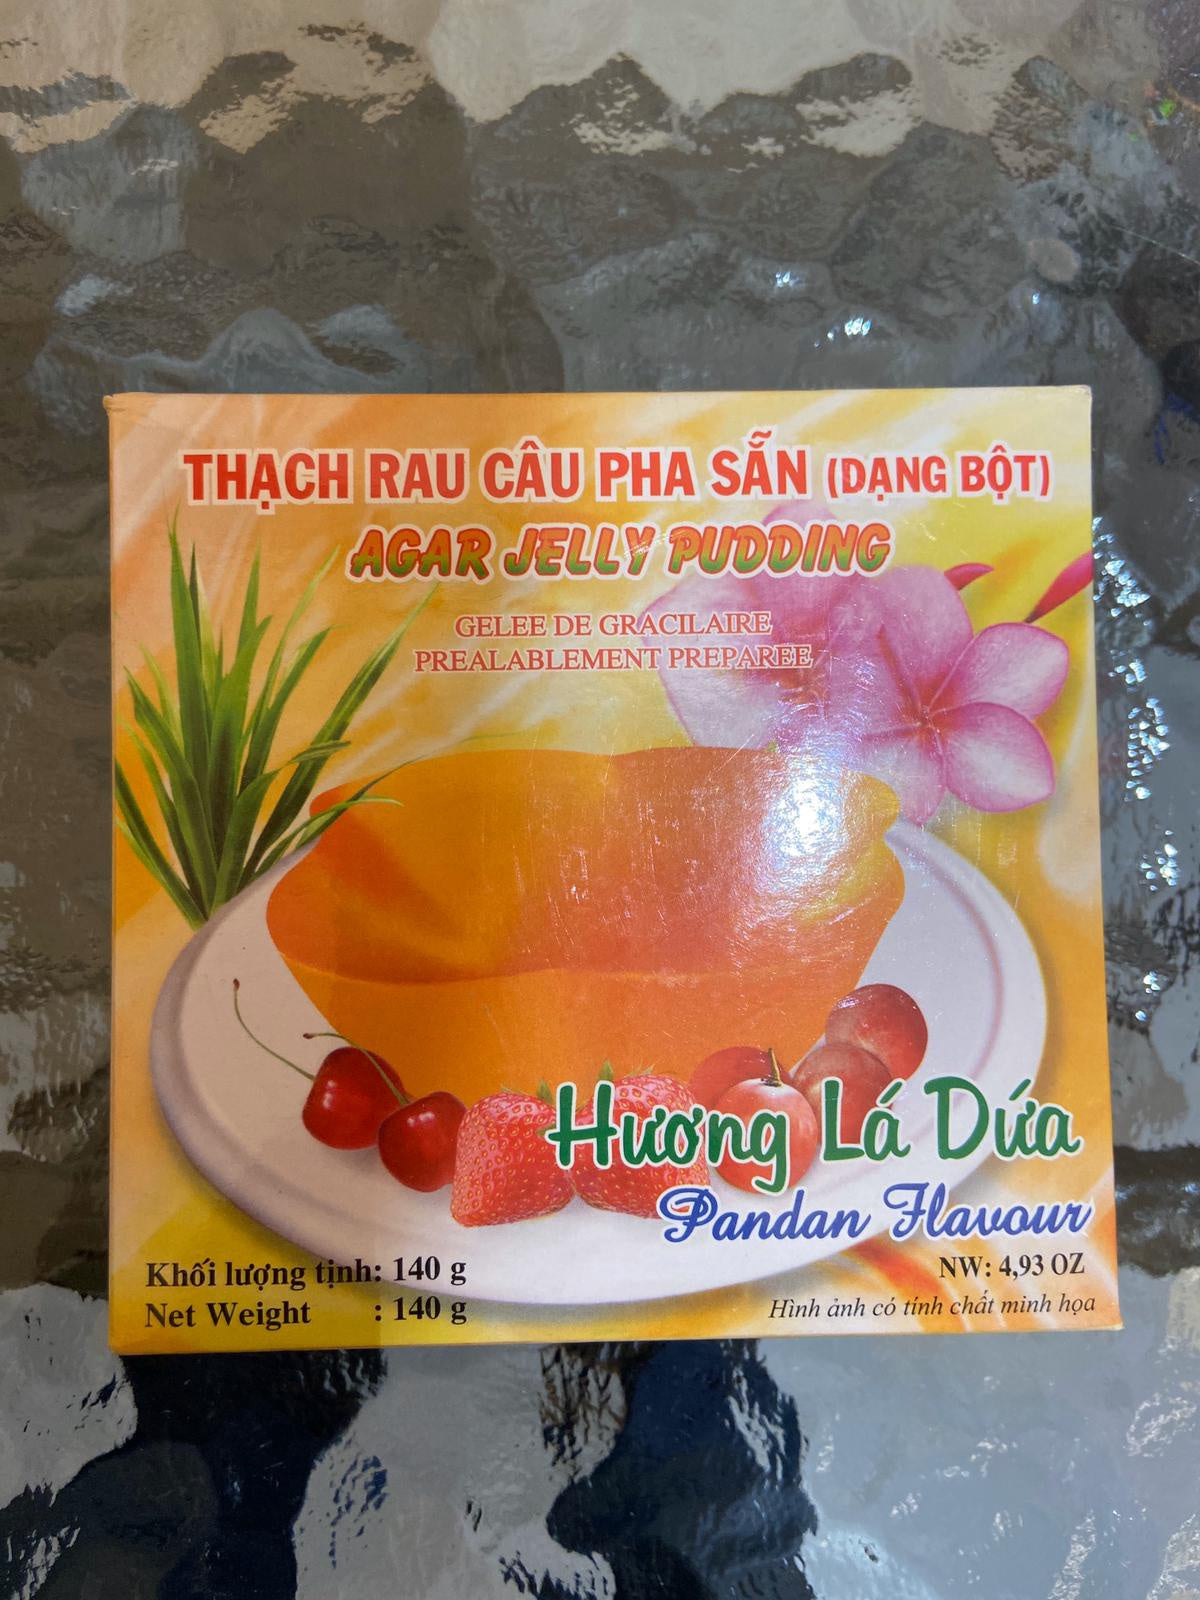 THẠCH RAU CÂU PHA SẴN (DẠNG BỘT)
AGAR JELLY PUDDING
GELEE DE GRACILAIRE
PREALABLEMENT PREPAREE
Hương Lá Dứa
Pandan Flavour
Khối lượng tịnh: 140 g
Net Weight : 140 g
NW: 4,93 OZ
Hình ảnh có tính chất minh họa